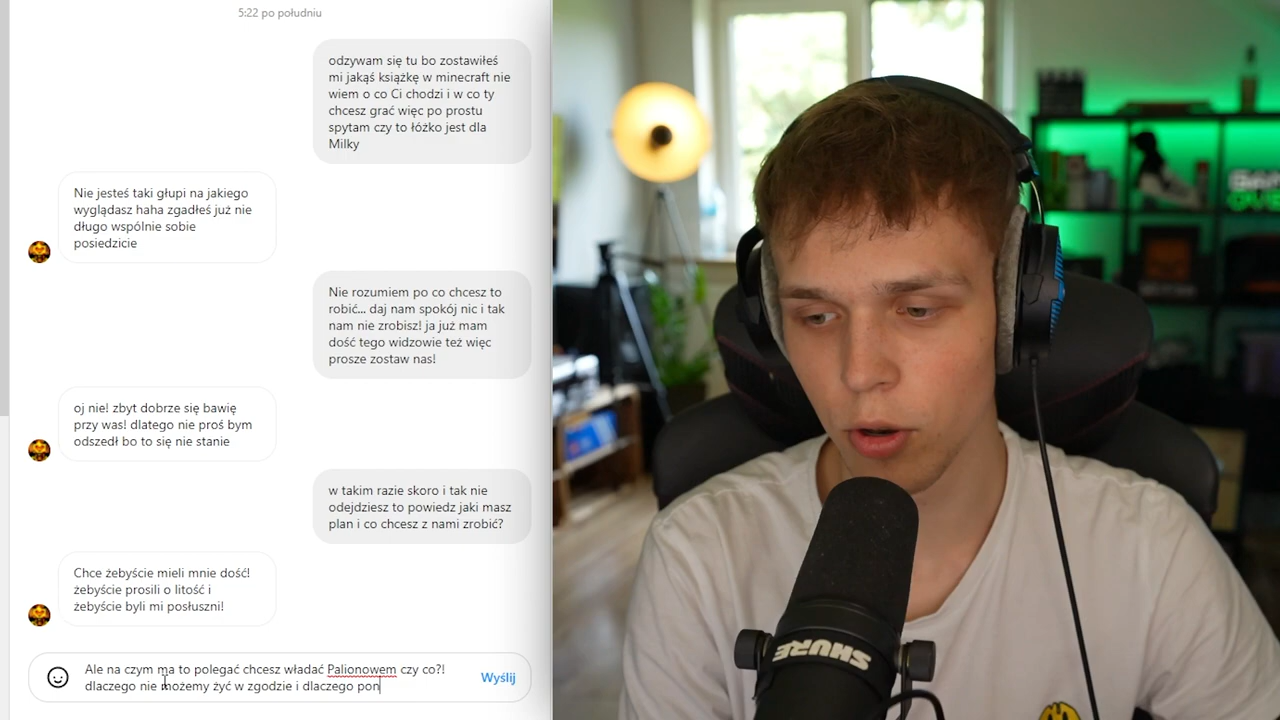 5:22 po południu
odzywam się tu bo zostawiłeś
mi jakąś książkę w minecraft nie
wiem o co Ci chodzi i w co ty
chcesz grać więc po prostu
spytam czy to łóżko jest dla
Milky
Nie jesteś taki głupi na jakiego
wyglądasz haha zgadłeś już nie
długo wspólnie sobie
posiedzicie
Nie rozumiem po co chcesz to
robić... daj nam spokój nic i tak
nam nie zrobisz! ja już mam
dość tego widzowie też więc
prosze zostaw nas!
oj nie! zbyt dobrze się bawię
przy was! dlatego nie proś bym
odszedł bo to się nie stanie
w takim razie skoro i tak nie
odejdziesz to powiedz jaki masz
plan i co chcesz z nami zrobić?
Chce żebyście mieli mnie dość!
żebyście prosili o litość i
żebyście byli mi posłuszni!
Ale na czym ma to polegać chcesz władać Palionowem czy co?!
dlaczego nie możemy żyć w zgodzie i dlaczego pon
Wyślij
SHURE